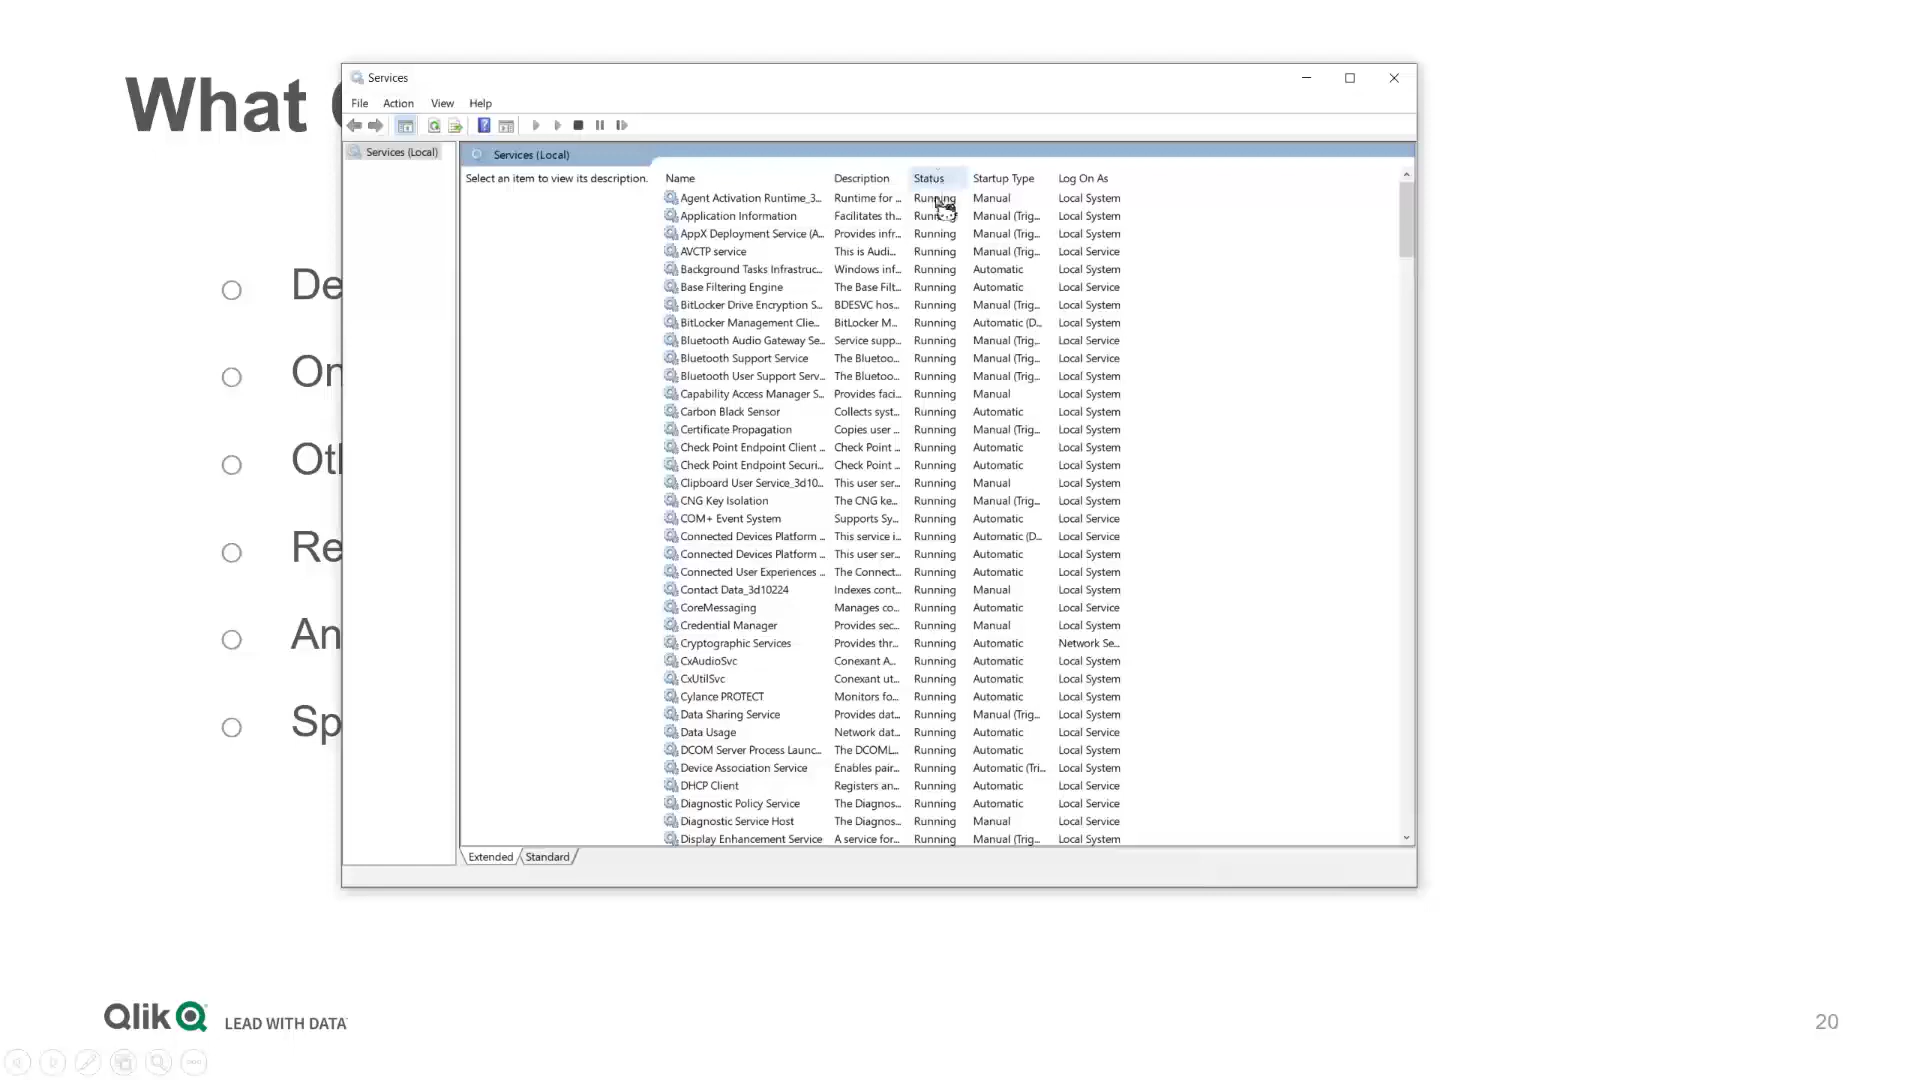 What
De
On
Re
An
Sp
Services
File Action View Help
Services (Local)
Services (Local)
Select an item to view its description.
Name Description Status Startup Type Log On As
Agent Activation Runtime_3... Runtime for ... Running Manual Local System
Application Information Facilitates th... Running Manual (Trig... Local System
AppX Deployment Service (A... Provides infr... Running Manual (Trig... Local System
AVCTP service This is Audi... Running Manual (Trig... Local Service
Background Tasks Infrastruc... Windows inf... Running Automatic Local System
Base Filtering Engine The Base Filt... Running Automatic Local Service
BitLocker Drive Encryption S... BDESVC hos... Running Manual (Trig... Local System
BitLocker Management Clie... BitLocker M... Running Automatic (D... Local System
Bluetooth Audio Gateway Se... Service supp... Running Manual (Trig... Local Service
Bluetooth Support Service The Bluetoo... Running Manual (Trig... Local Service
Bluetooth User Support Serv... The Bluetoo... Running Manual (Trig... Local System
Capability Access Manager S... Provides faci... Running Manual Local System
Carbon Black Sensor Collects syst... Running Automatic Local System
Certificate Propagation Copies user ... Running Manual (Trig... Local System
Check Point Endpoint Client ... Check Point ... Running Automatic Local System
Check Point Endpoint Securi... Check Point ... Running Automatic Local System
Clipboard User Service_3d10... This user ser... Running Manual Local System
CNG Key Isolation The CNG ke... Running Manual (Trig... Local System
COM+ Event System Supports Sy... Running Automatic Local Service
Connected Devices Platform ... This service i... Running Automatic (D... Local Service
Connected Devices Platform ... This user ser... Running Automatic Local System
Connected User Experiences ... The Connect... Running Automatic Local System
Contact Data_3d10224 Indexes cont... Running Manual Local System
CoreMessaging Manages co... Running Automatic Local Service
Credential Manager Provides sec... Running Manual Local System
Cryptographic Services Provides thr... Running Automatic Network Se...
CxAudioSvc Conexant A... Running Automatic Local System
CxUtilSvc Conexant ut... Running Automatic Local System
Cylance PROTECT Monitors fo... Running Automatic Local System
Data Sharing Service Provides dat... Running Manual (Trig... Local System
Data Usage Network dat... Running Automatic Local Service
DCOM Server Process Launc... The DCOML... Running Automatic Local System
Device Association Service Enables pair... Running Automatic (Tri... Local System
DHCP Client Registers an... Running Automatic Local Service
Diagnostic Policy Service The Diagnos... Running Automatic Local Service
Diagnostic Service Host The Diagnos... Running Manual Local Service
Display Enhancement Service A service for... Running Manual (Trig... Local System
Extended Standard
Qlik LEAD WITH DATA
20